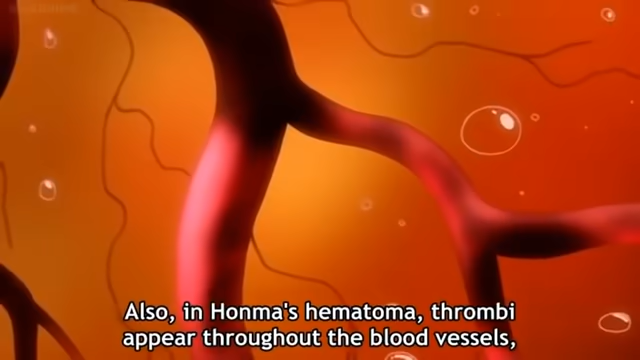 Also, in Honma's hematoma, thrombi
appear throughout the blood vessels,